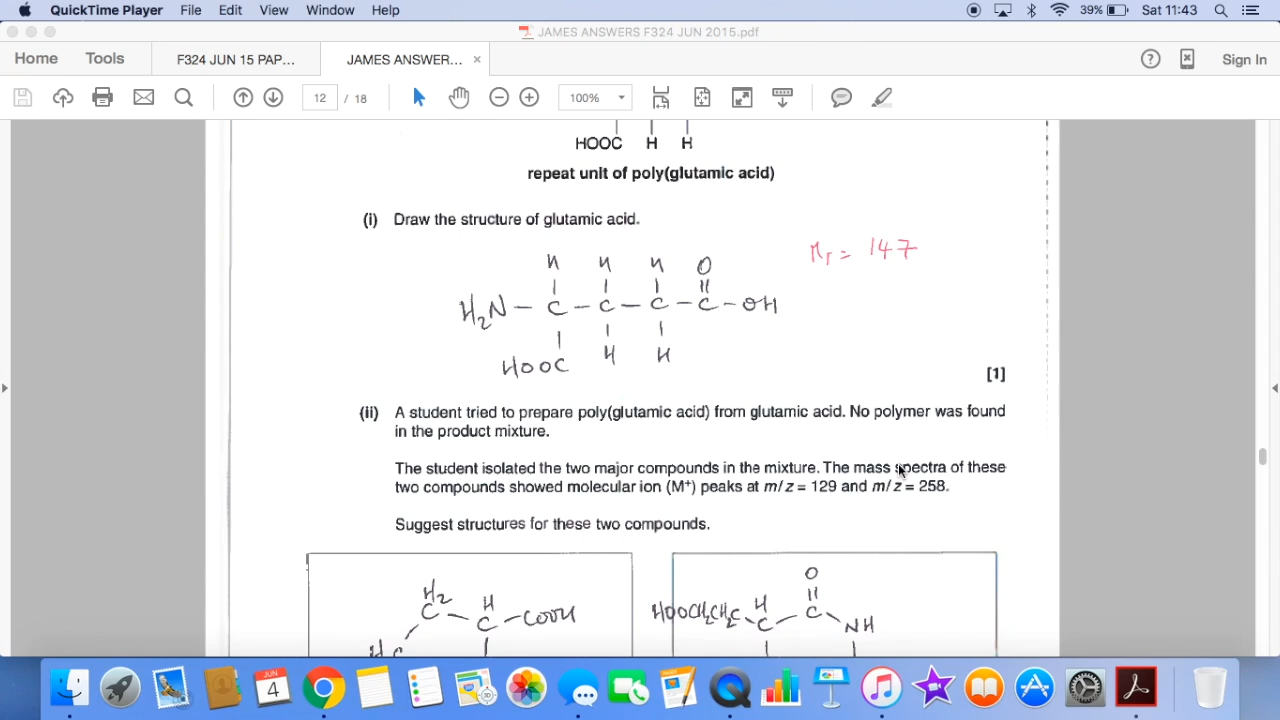 QuickTime Player File Edit View Window Help 39% Sat 11:43
JAMES ANSWERS F324 JUN 2015.pdf
Home Tools F324 JUN 15 PAP... JAMES ANSWER... × Sign In
12 / 18 100%
HOOC H H
repeat unit of poly(glutamic acid)
(i) Draw the structure of glutamic acid.
Mr = 147
H H H O
H2N – C – C – C – C – OH
HOOC H H
[1]
(ii) A student tried to prepare poly(glutamic acid) from glutamic acid. No polymer was found
in the product mixture.
The student isolated the two major compounds in the mixture. The mass spectra of these
two compounds showed molecular ion (M+) peaks at m/z = 129 and m/z = 258.
Suggest structures for these two compounds.
H2 O
C H COOH HOOCCH2CH2C H C
C C NH
JUN
4